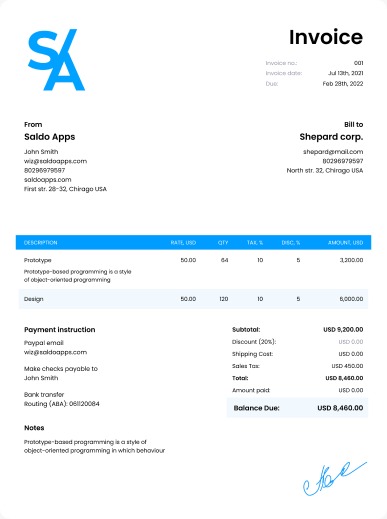 S/A
Invoice
Invoice no.: 001
Invoice date: Jul 13th, 2021
Due: Feb 28th, 2022
From
Saldo Apps
John Smith
wiz@saldoapps.com
80296979597
saldoapps.com
First str. 28-32, Chirago USA
Bill to
Shepard corp.
shepard@mail.com
80296979597
North str. 32, Chirago USA
DESCRIPTION RATE, USD QTY TAX, % DISC, % AMOUNT, USD
Prototype 50.00 64 10 5 3,200.00
Prototype-based programming is a style
of object-oriented programming
Design 50.00 120 10 5 6,000.00
Payment instruction
Paypal email
wiz@saldoapps.com
Make checks payable to
John Smith
Bank transfer
Routing (ABA): 061120084
Subtotal: USD 9,200.00
Discount (20%): USD 0.00
Shipping Cost: USD 0.00
Sales Tax: USD 450.00
Total: USD 8,460.00
Amount paid: USD 0.00
Balance Due: USD 8,460.00
Notes
Prototype-based programming is a style of
object-oriented programming in which behaviour